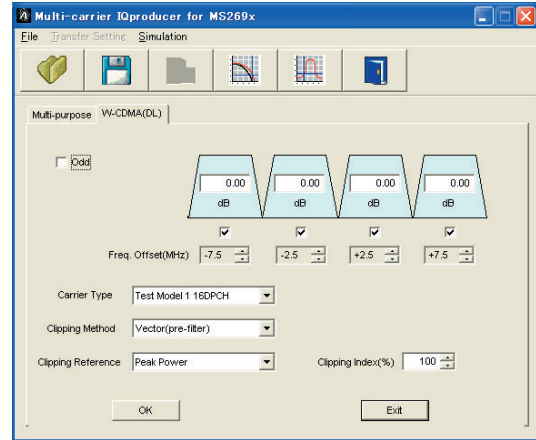 Multi-carrier IQproducer for MS269x
File Transfer Setting Simulation
Multi-purpose W-CDMA(DL)
Odd
0.00 0.00 0.00 0.00
dB dB dB dB
Freq. Offset(MHz) -7.5 -2.5 +2.5 +7.5
Carrier Type Test Model 1 16DPCH
Clipping Method Vector(pre-filter)
Clipping Reference Peak Power Clipping Index(%) 100
OK Exit